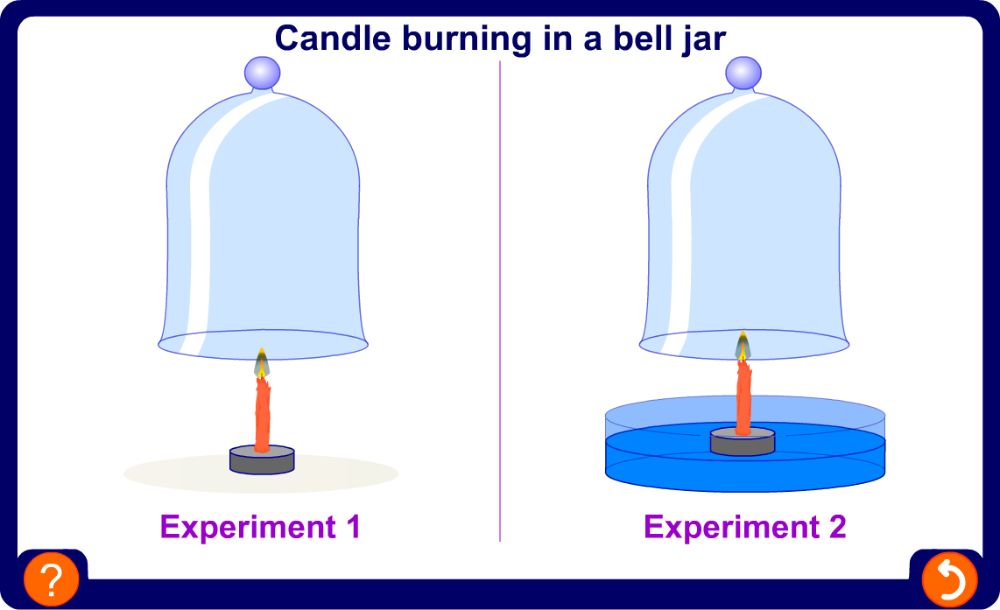 Candle burning in a bell jar
Experiment 1
Experiment 2
?